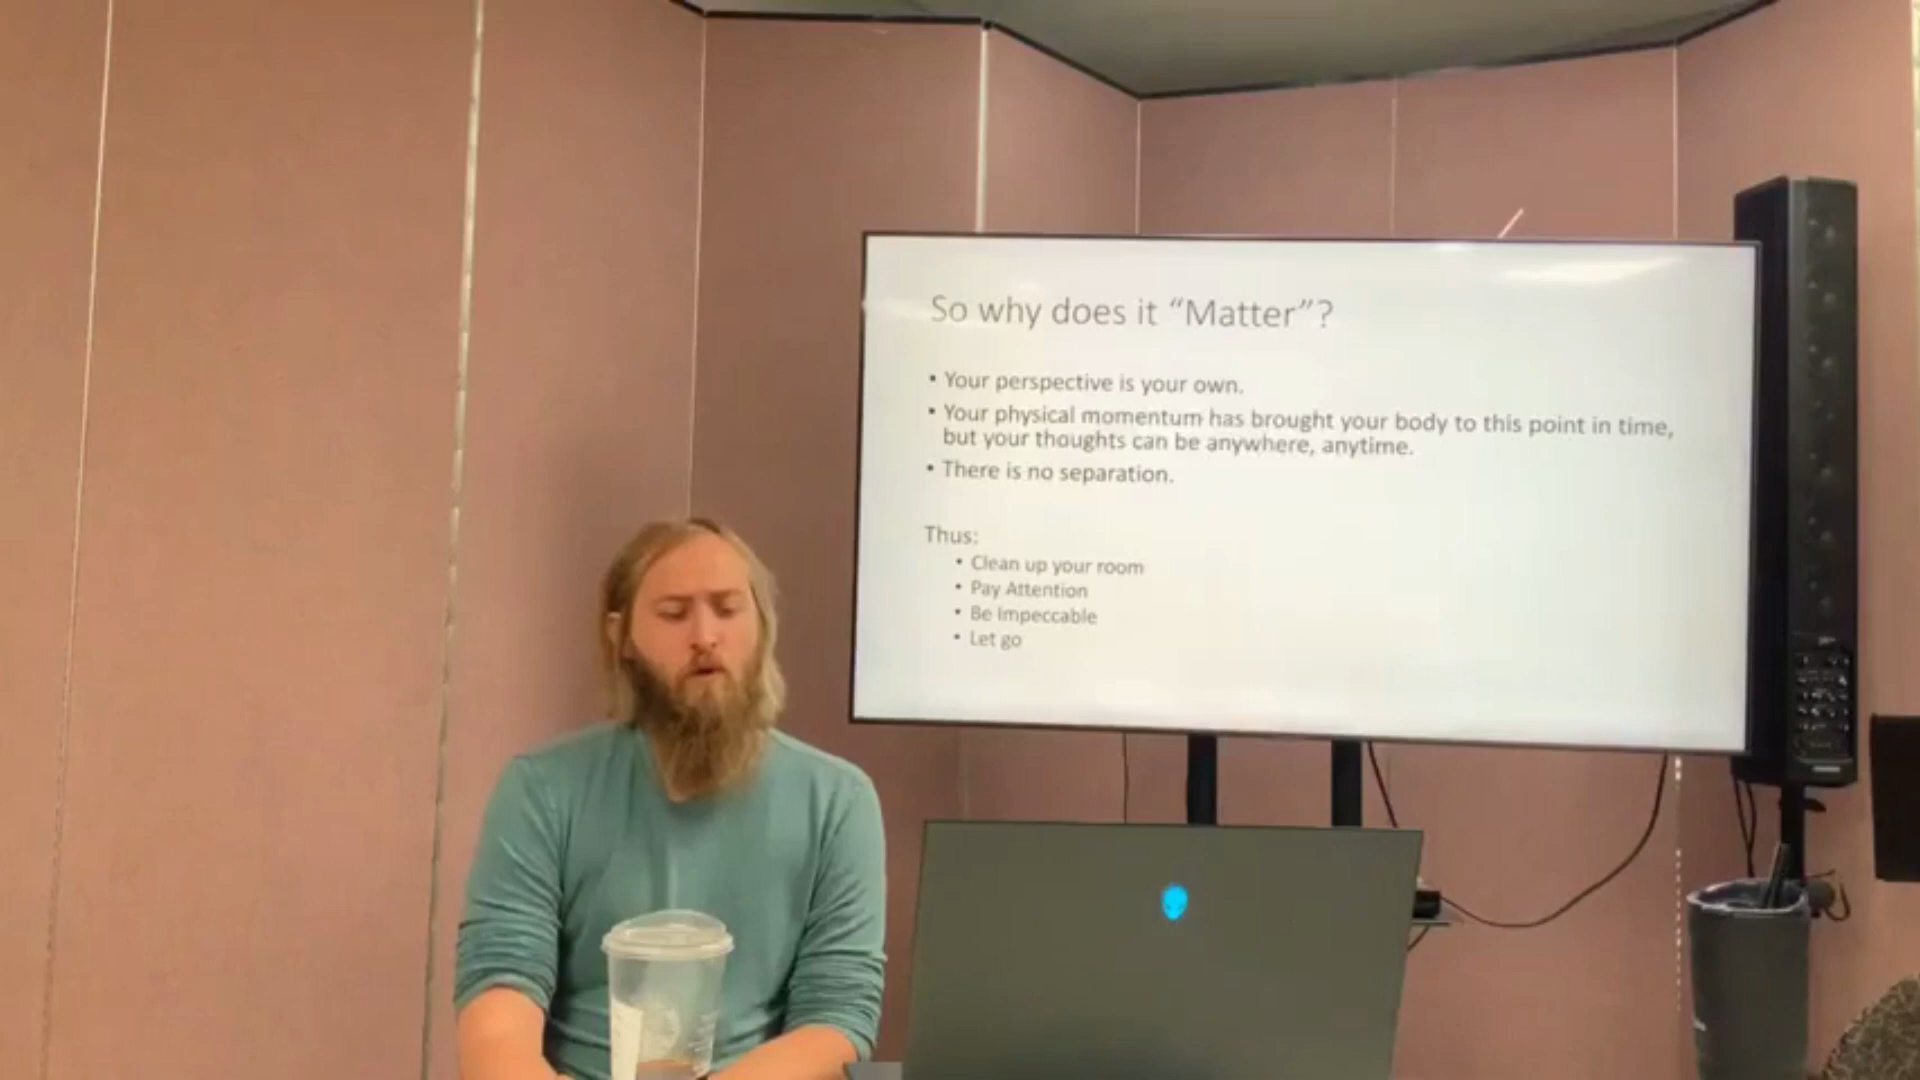 So why does it “Matter”?
• Your perspective is your own.
• Your physical momentum has brought your body to this point in time,
but your thoughts can be anywhere, anytime.
• There is no separation.
Thus:
• Clean up your room
• Pay Attention
• Be Impeccable
• Let go